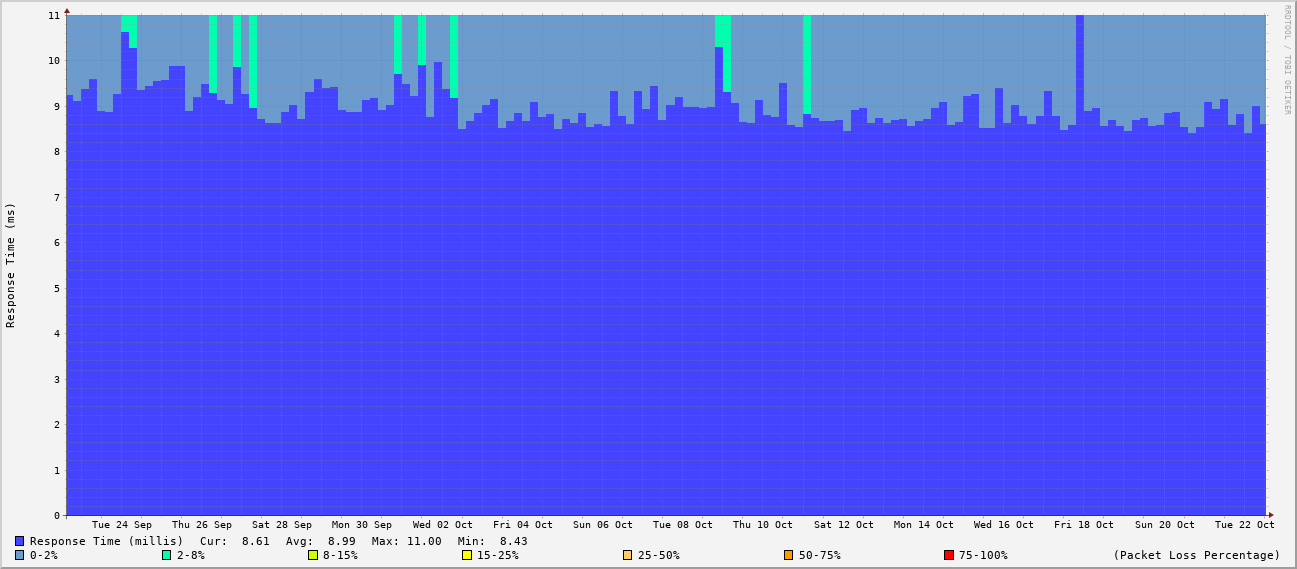 RRDTOOL / TOBI OETIKER
Response Time (ms)
11
10
9
8
7
6
5
4
3
2
1
0
Tue 24 Sep Thu 26 Sep Sat 28 Sep Mon 30 Sep Wed 02 Oct Fri 04 Oct Sun 06 Oct Tue 08 Oct Thu 10 Oct Sat 12 Oct Mon 14 Oct Wed 16 Oct Fri 18 Oct Sun 20 Oct Tue 22 Oct
Response Time (millis) Cur: 8.61 Avg: 8.99 Max: 11.00 Min: 8.43
0-2% 2-8% 8-15% 15-25% 25-50% 50-75% 75-100% (Packet Loss Percentage)